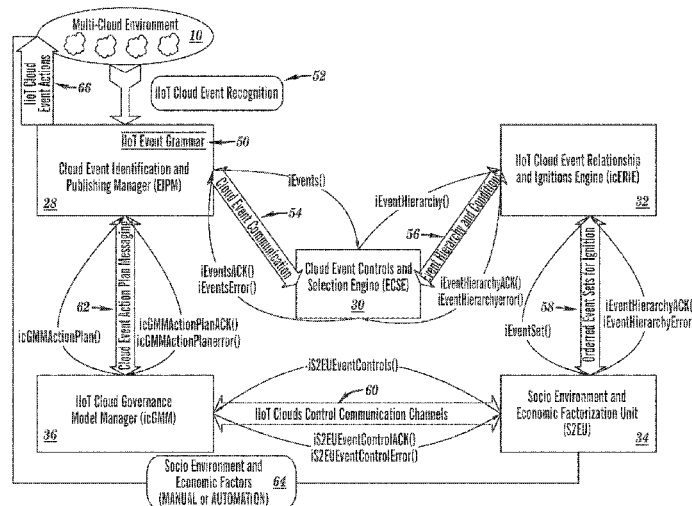 Multi-Cloud Environment
10
IIoT Cloud
Event Actions
66
52
IIoT Cloud Event Recognition
IIoT Event Grammar
50
Cloud Event Identification and
Publishing Manager (EIPM)
28
IIoT Cloud Event Relationship
and Ignitions Engine (icERIE)
32
iEvents()
iEventHierarchy()
54
Cloud Event Communication
56
Event Hierarchy and Conditions
Cloud Event Controls and
Selection Engine (ECSE)
30
iEventsACK()
iEventsError()
iEventHierarchyACK()
iEventHierarchyerror()
62
Cloud Event Action Plan Messaging
icGMMActionPlan()
icGMMActionPlanACK()
icGMMActionPlanerror()
58
Ordered Event Sets for Ignition
iEventSet()
iEventHierarchyACK()
iEventHierarchyError
iS2EUEventControls()
60
IIoT Clouds Control Communication Channels
iS2EUEventControlACK()
iS2EUEventControlError()
IIoT Cloud Governance
Model Manager (icGMM)
36
Socio Environment and
Economic Factorization Unit
(S2EU)
34
Socio Environment and
Economic Factors
(MANUAL or AUTOMATION)
64